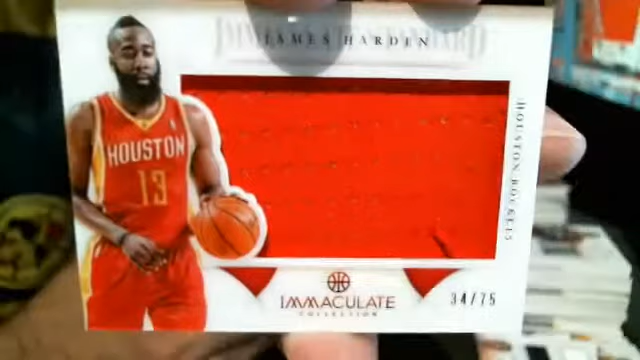 JAMES HARDEN
HOUSTON
13
HOUSTON ROCKETS
IMMACULATE
COLLECTION
34/75